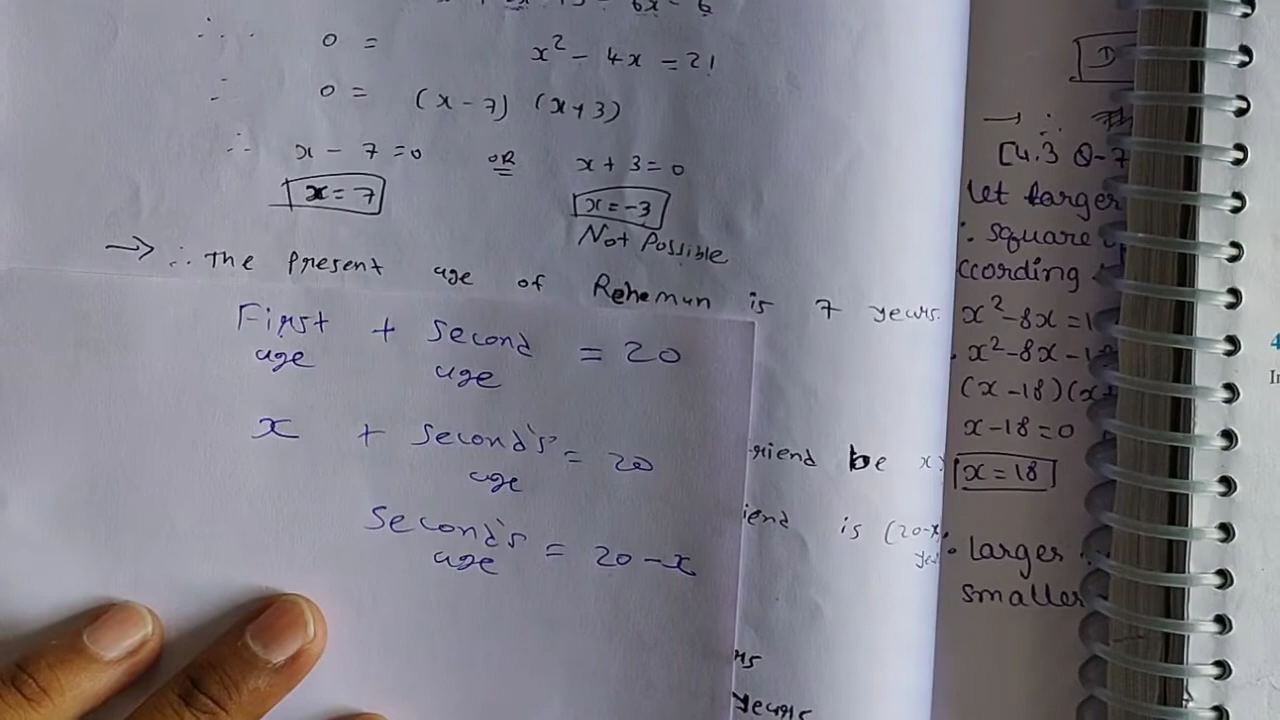 ∴ 0 = x² - 4x = 21
∴ 0 = (x-7) (x+3)
∴ x - 7 = 0 OR x + 3 = 0
x = 7 x = -3
Not Possible
→ ∴ The present age of Reheman is 7 years.
First age + second age = 20
x + second's age = 20
second's age = 20-x
riend be x
iend is (20-x
years
→ ∴
[4.3 Q-7
let larger
∴ square
ccording
x²-8x = 1
x²-8x-1
(x-18)(x+
x-18=0
x=18
larger
smaller
D
4